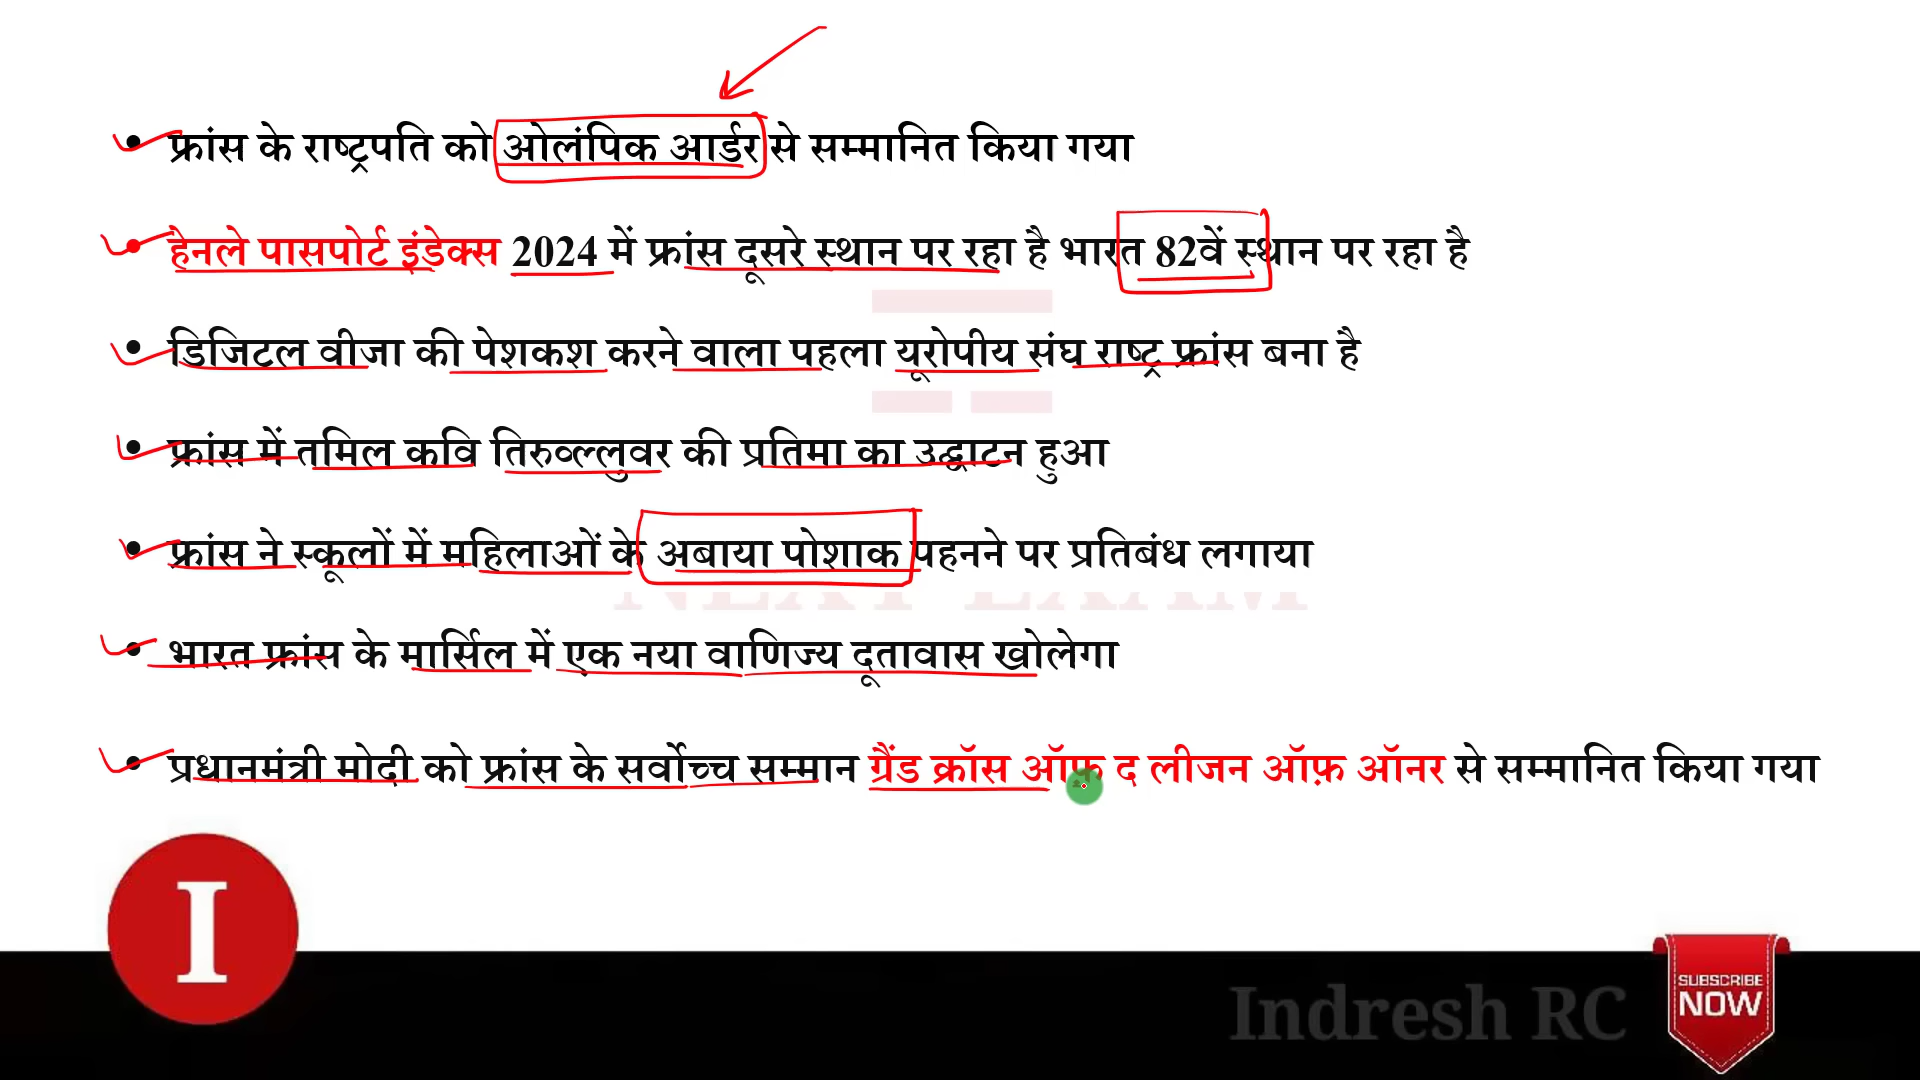 • फ्रांस के राष्ट्रपति को ओलंपिक आर्डर से सम्मानित किया गया
• हेनले पासपोर्ट इंडेक्स 2024 में फ्रांस दूसरे स्थान पर रहा है भारत 82वें स्थान पर रहा है
• डिजिटल वीजा की पेशकश करने वाला पहला यूरोपीय संघ राष्ट्र फ्रांस बना है
• फ्रांस में तमिल कवि तिरुव्ल्लुवर की प्रतिमा का उद्घाटन हुआ
• फ्रांस ने स्कूलों में महिलाओं के अबाया पोशाक पहनने पर प्रतिबंध लगाया
NEXT EXAM
• भारत फ्रांस के मार्सिल में एक नया वाणिज्य दूतावास खोलेगा
• प्रधानमंत्री मोदी को फ्रांस के सर्वोच्च सम्मान ग्रैंड क्रॉस ऑफ द लीजन ऑफ़ ऑनर से सम्मानित किया गया
I
Indresh RC
SUBSCRIBE
NOW